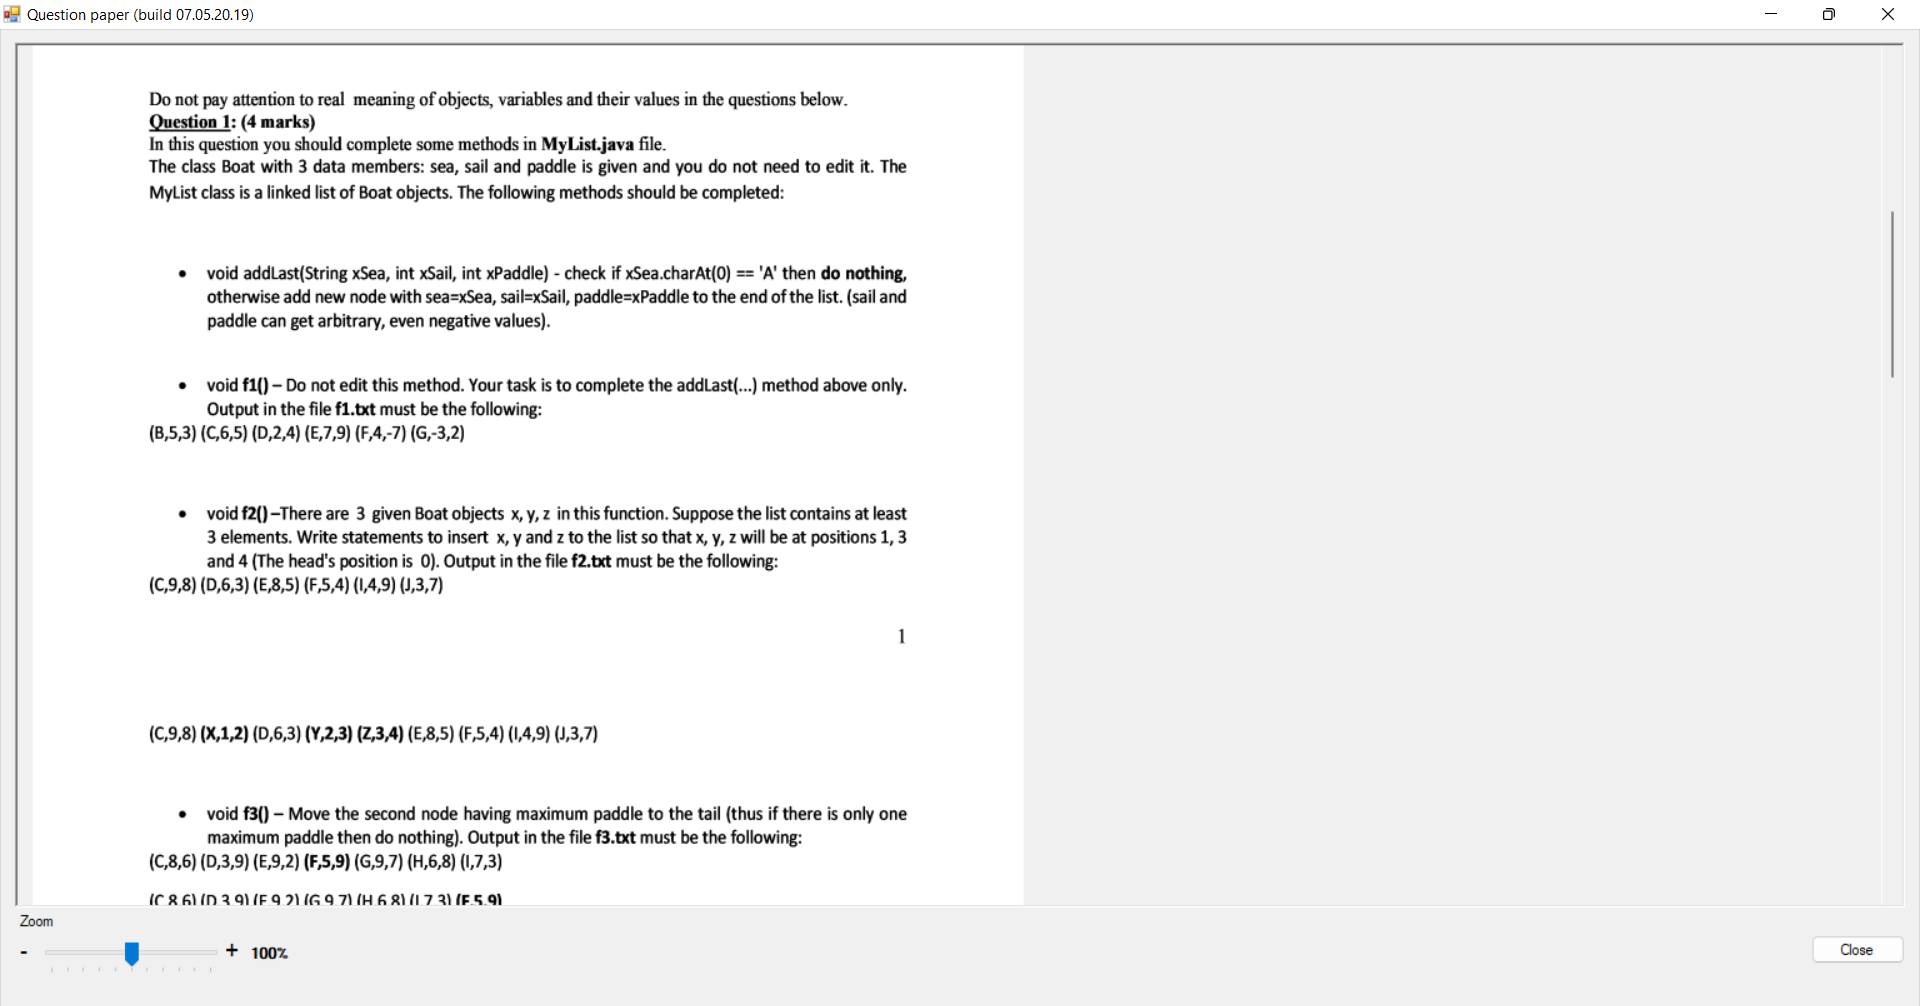 Question paper (build 07.05.20.19)
Do not pay attention to real meaning of objects, variables and their values in the questions below.
Question 1: (4 marks)
In this question you should complete some methods in MyList.java file.
The class Boat with 3 data members: sea, sail and paddle is given and you do not need to edit it. The
MyList class is a linked list of Boat objects. The following methods should be completed:
• void addLast(String xSea, int xSail, int xPaddle) - check if xSea.charAt(0) == 'A' then do nothing,
otherwise add new node with sea=xSea, sail=xSail, paddle=xPaddle to the end of the list. (sail and
paddle can get arbitrary, even negative values).
• void f1() – Do not edit this method. Your task is to complete the addLast(...) method above only.
Output in the file f1.txt must be the following:
(B,5,3) (C,6,5) (D,2,4) (E,7,9) (F,4,-7) (G,-3,2)
• void f2() –There are 3 given Boat objects x, y, z in this function. Suppose the list contains at least
3 elements. Write statements to insert x, y and z to the list so that x, y, z will be at positions 1, 3
and 4 (The head's position is 0). Output in the file f2.txt must be the following:
(C,9,8) (D,6,3) (E,8,5) (F,5,4) (I,4,9) (J,3,7)
1
(C,9,8) (X,1,2) (D,6,3) (Y,2,3) (Z,3,4) (E,8,5) (F,5,4) (I,4,9) (J,3,7)
• void f3() – Move the second node having maximum paddle to the tail (thus if there is only one
maximum paddle then do nothing). Output in the file f3.txt must be the following:
(C,8,6) (D,3,9) (E,9,2) (F,5,9) (G,9,7) (H,6,8) (I,7,3)
(C,8,6) (D,3,9) (E,9,2) (G,9,7) (H,6,8) (I,7,3) (F,5,9)
Zoom
- + 100%
Close